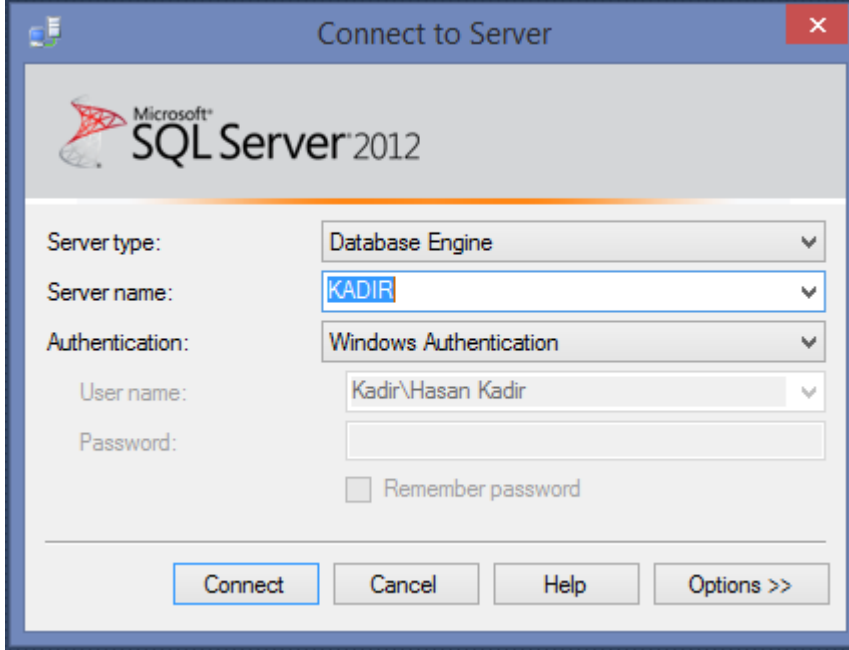 Connect to Server
Microsoft®
SQL Server® 2012
Server type: Database Engine
Server name: KADIR
Authentication: Windows Authentication
User name: Kadir\Hasan Kadir
Password:
Remember password
Connect Cancel Help Options >>